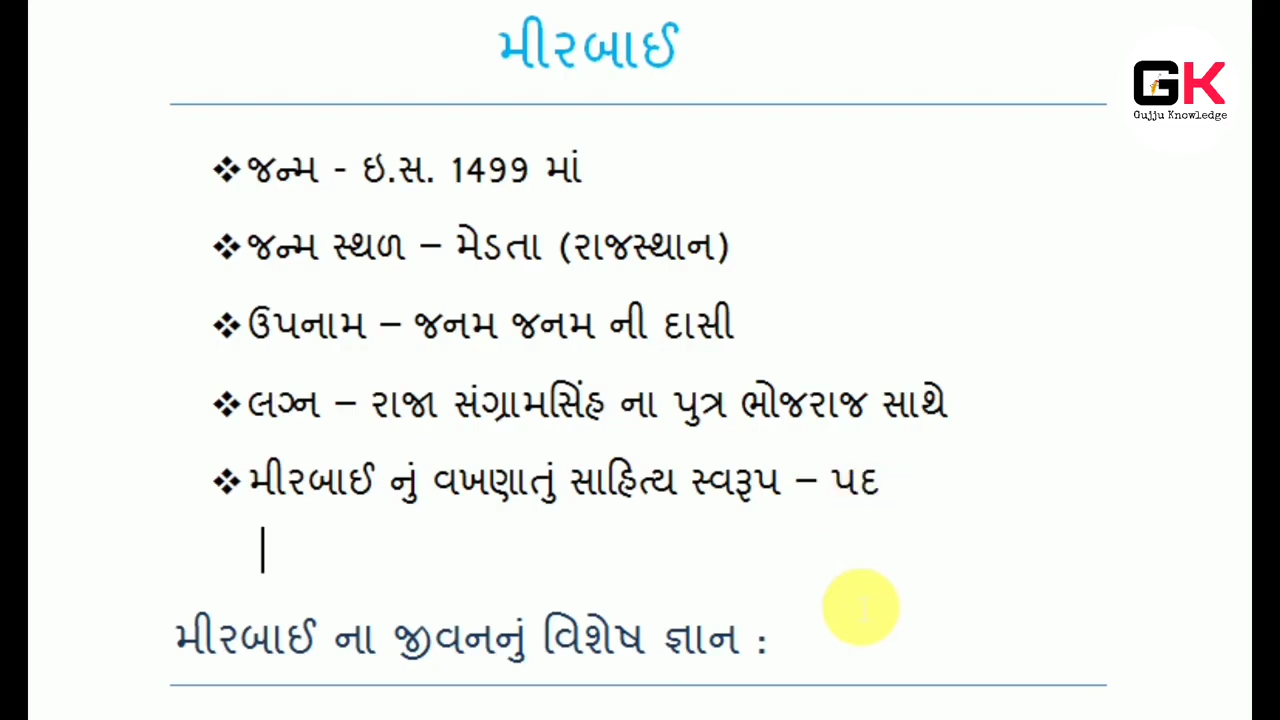 મીરબાઈ
GK
Gujju Knowledge
❖જન્મ - ઇ.સ. 1499 માં
❖જન્મ સ્થળ – મેડતા (રાજસ્થાન)
❖ઉપનામ – જનમ જનમ ની દાસી
❖લગ્ન – રાજા સંગ્રામસિંહ ના પુત્ર ભોજરાજ સાથે
❖મીરબાઈ નું વખણાતું સાહિત્ય સ્વરૂપ – પદ
મીરબાઈ ના જીવનનું વિશેષ જ્ઞાન :